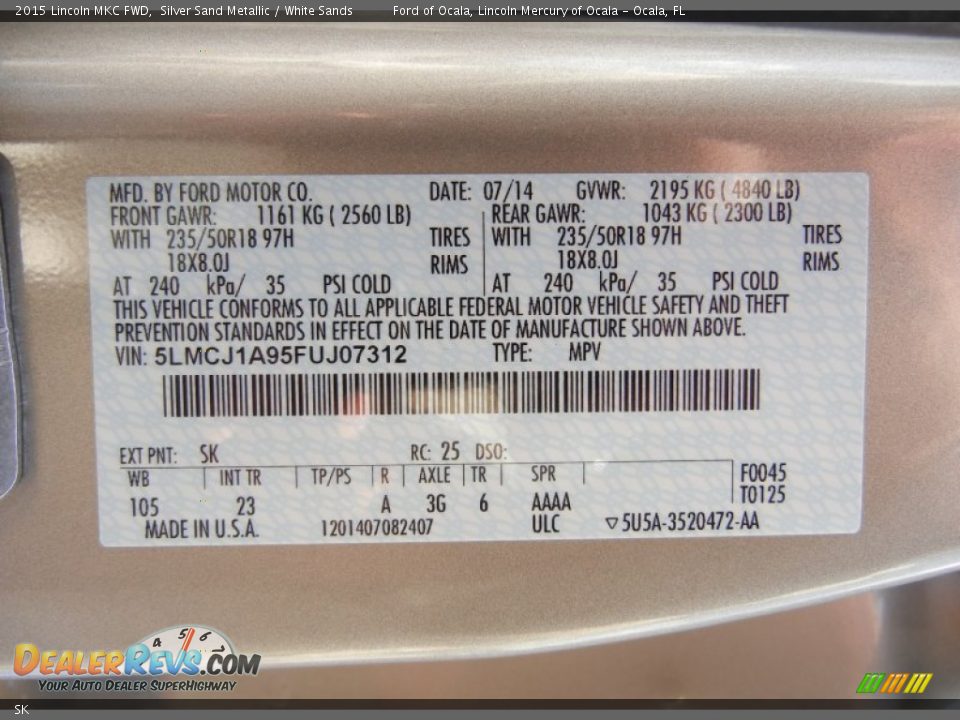 2015 Lincoln MKC FWD, Silver Sand Metallic / White Sands Ford of Ocala, Lincoln Mercury of Ocala - Ocala, FL
MFD. BY FORD MOTOR CO. DATE: 07/14 GVWR: 2195 KG ( 4840 LB)
FRONT GAWR: 1161 KG ( 2560 LB) REAR GAWR: 1043 KG ( 2300 LB)
WITH 235/50R18 97H TIRES WITH 235/50R18 97H TIRES
18X8.0J RIMS 18X8.0J RIMS
AT 240 kPa/ 35 PSI COLD AT 240 kPa/ 35 PSI COLD
THIS VEHICLE CONFORMS TO ALL APPLICABLE FEDERAL MOTOR VEHICLE SAFETY AND THEFT
PREVENTION STANDARDS IN EFFECT ON THE DATE OF MANUFACTURE SHOWN ABOVE.
VIN: 5LMCJ1A95FUJ07312 TYPE: MPV
EXT PNT: SK RC: 25 DSO:
WB INT TR TP/PS R AXLE TR SPR F0045
105 23 A 3G 6 AAAA T0125
MADE IN U.S.A. 1201407082407 ULC ▽5U5A-3520472-AA
4 5 6
DealerRevs.com
Your Auto Dealer SuperHighway
SK